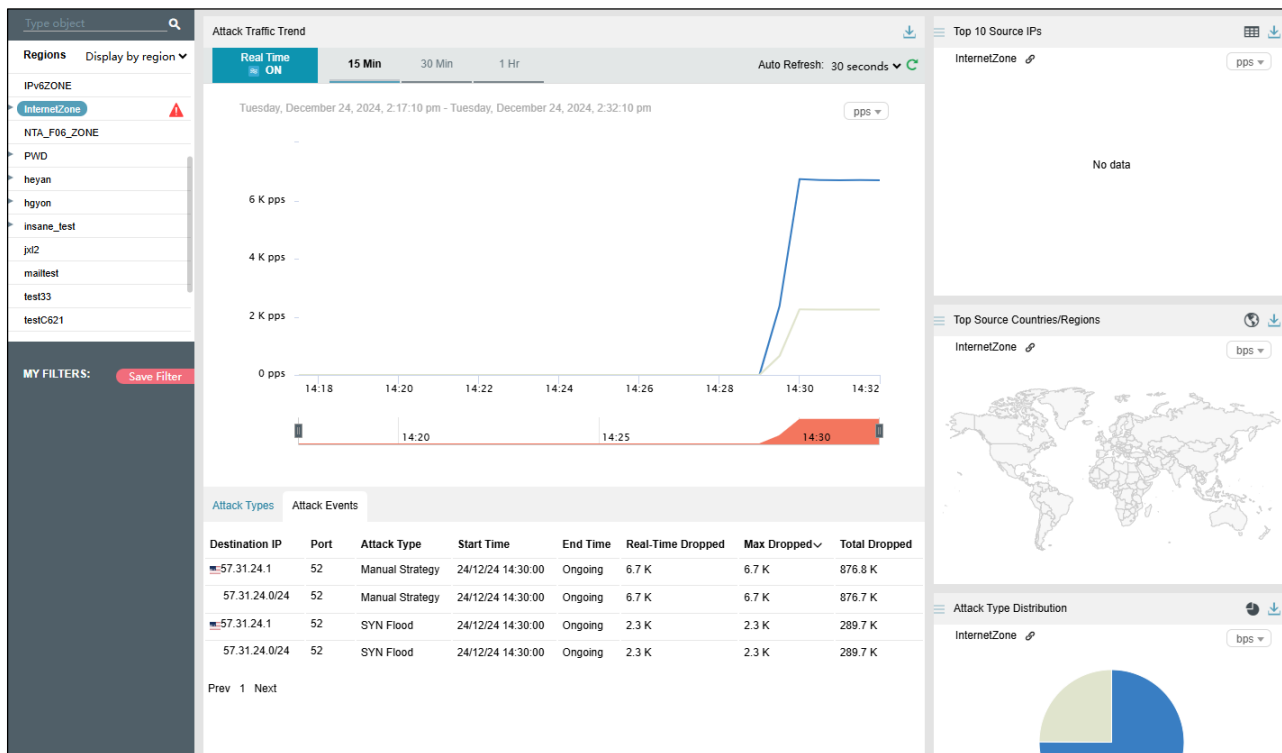 Type object
Regions Display by region
IPv6ZONE
InternetZone
NTA_F06_ZONE
PWD
heyan
hgyon
insane_test
jxl2
mailtest
test33
testC621
MY FILTERS: Save Filter
Attack Traffic Trend
Real Time ON 15 Min 30 Min 1 Hr Auto Refresh: 30 seconds
Tuesday, December 24, 2024, 2:17:10 pm - Tuesday, December 24, 2024, 2:32:10 pm pps
6 K pps
4 K pps
2 K pps
0 pps
14:18 14:20 14:22 14:24 14:26 14:28 14:30 14:32
14:20 14:25 14:30
Attack Types Attack Events
Destination IP Port Attack Type Start Time End Time Real-Time Dropped Max Dropped Total Dropped
57.31.24.1 52 Manual Strategy 24/12/24 14:30:00 Ongoing 6.7 K 6.7 K 876.8 K
57.31.24.0/24 52 Manual Strategy 24/12/24 14:30:00 Ongoing 6.7 K 6.7 K 876.7 K
57.31.24.1 52 SYN Flood 24/12/24 14:30:00 Ongoing 2.3 K 2.3 K 289.7 K
57.31.24.0/24 52 SYN Flood 24/12/24 14:30:00 Ongoing 2.3 K 2.3 K 289.7 K
Prev 1 Next
Top 10 Source IPs
InternetZone pps
No data
Top Source Countries/Regions
InternetZone bps
Attack Type Distribution
InternetZone bps